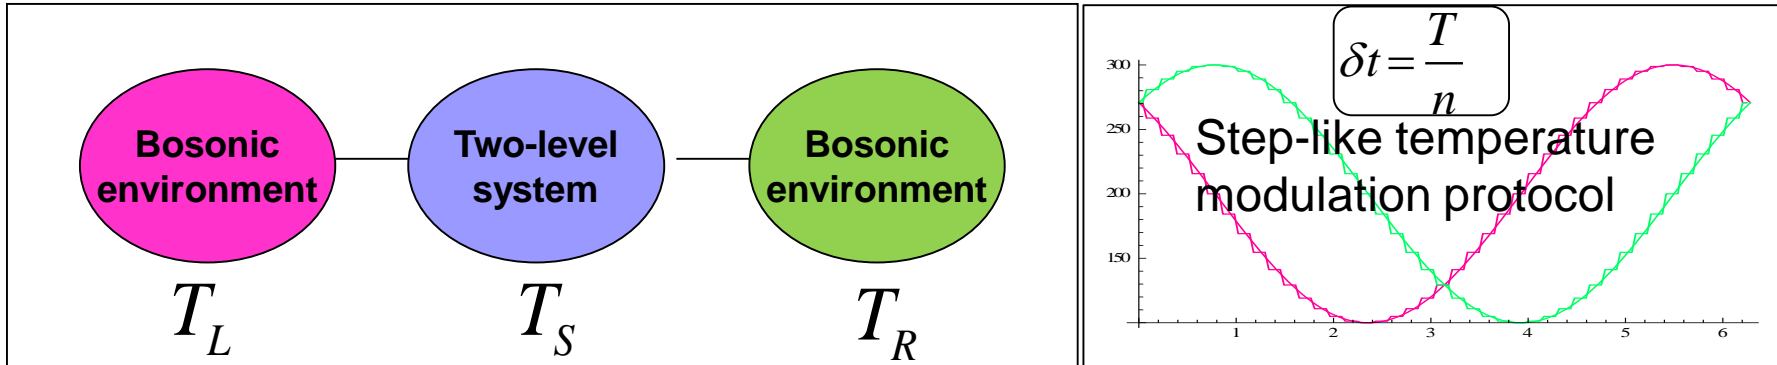 Bosonic
environment
Two-level
system
Bosonic
environment
T_L
T_S
T_R
δt = T/n
Step-like temperature
modulation protocol
300
250
200
150
1 2 3 4 5 6